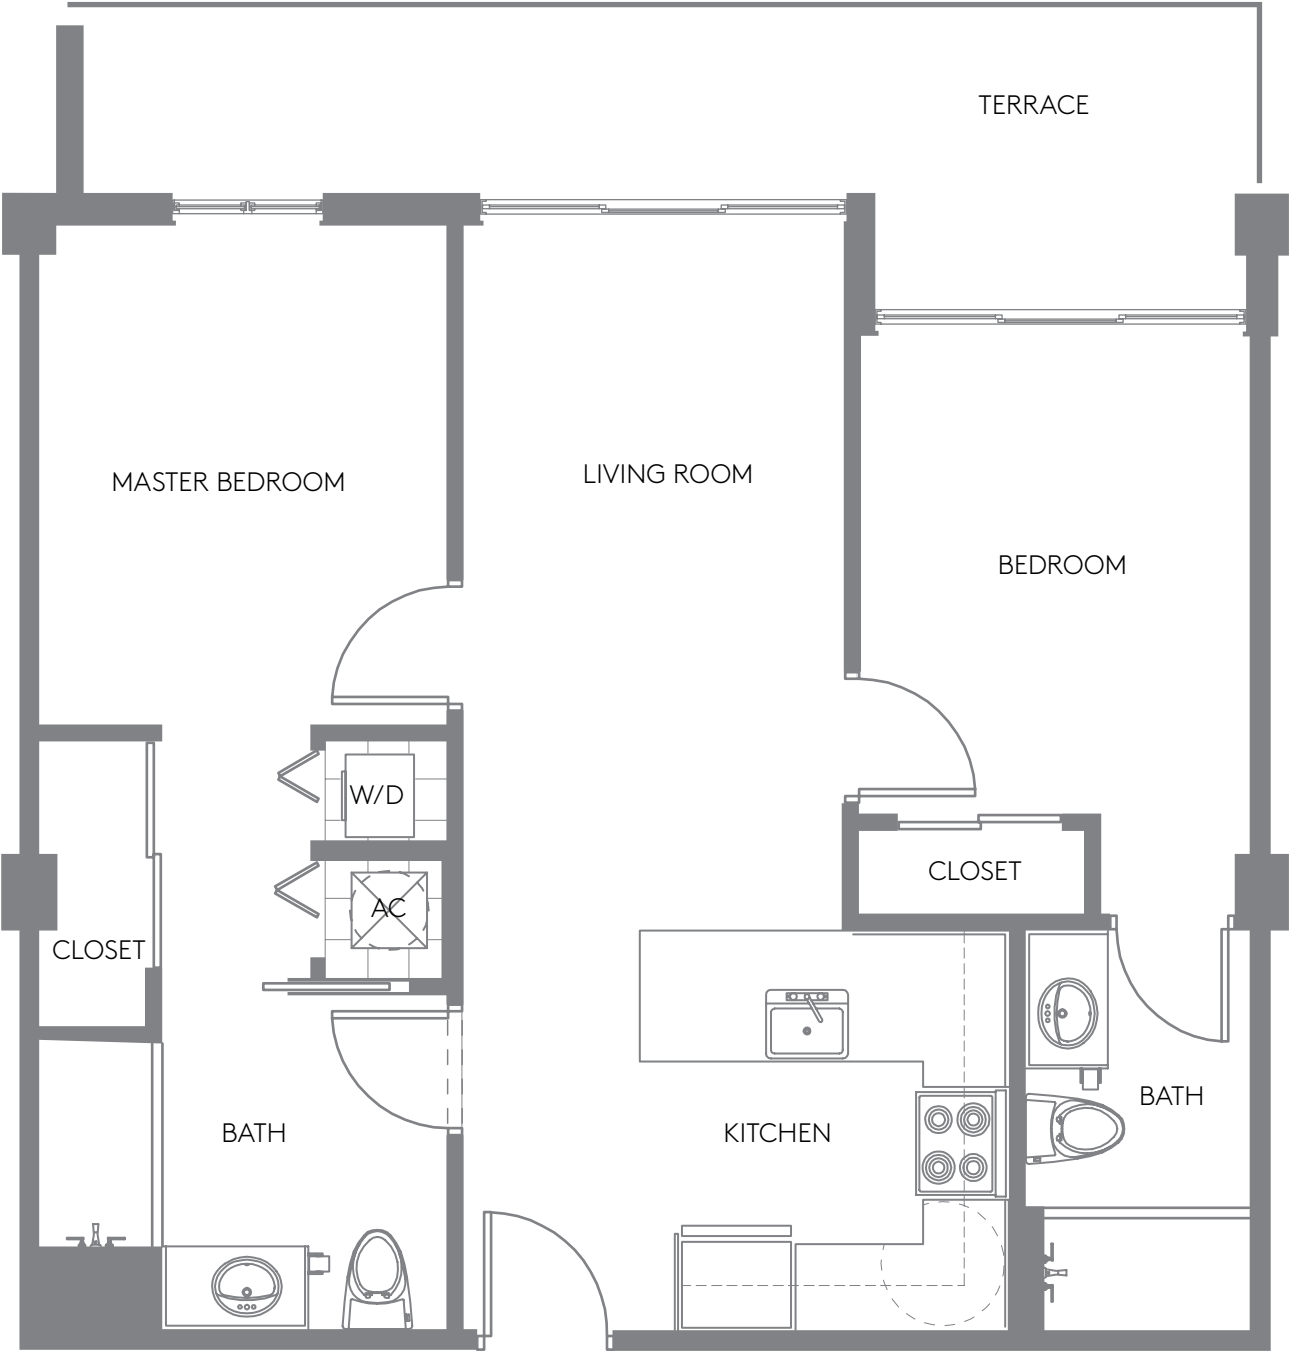 TERRACE
MASTER BEDROOM
LIVING ROOM
BEDROOM
W/D
CLOSET
AC
CLOSET
BATH
BATH
KITCHEN